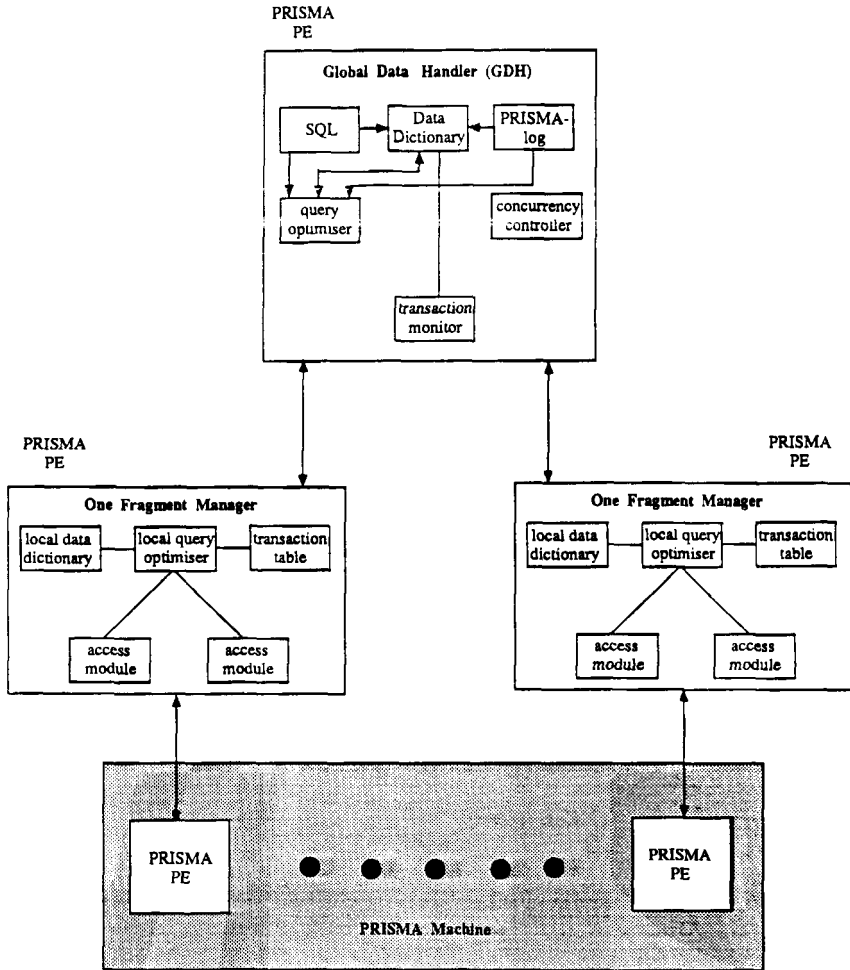 PRISMA
PE
Global Data Handler (GDH)
SQL
Data
Dictionary
PRISMA-
log
query
optimiser
concurrency
controller
transaction
monitor
PRISMA
PE
PRISMA
PE
One Fragment Manager
local data
dictionary
local query
optimiser
transaction
table
access
module
access
module
One Fragment Manager
local data
dictionary
local query
optimiser
transaction
table
access
module
access
module
PRISMA
PE
PRISMA
PE
PRISMA Machine